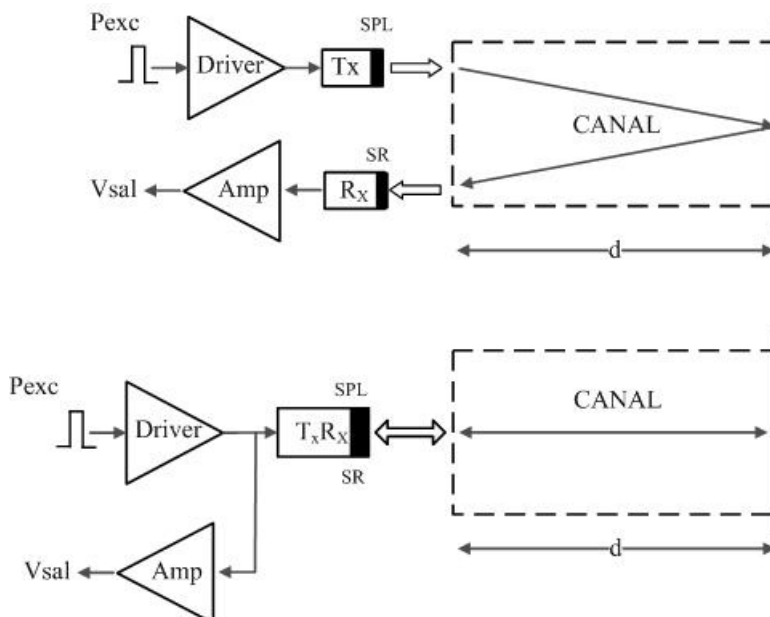 Pexc
SPL
Driver
Tx
CANAL
SR
Vsal
Amp
RX
d
Pexc
SPL
CANAL
Driver
TxRX
SR
d
Vsal
Amp